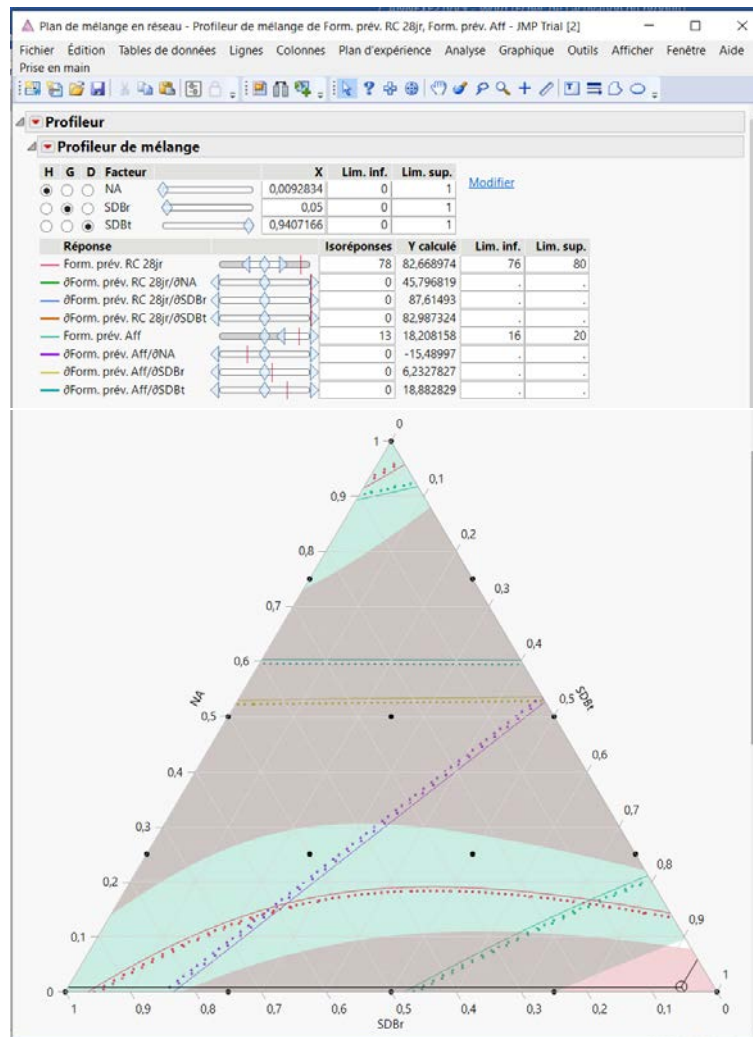 Plan de mélange en réseau - Profileur de mélange de Form. prév. RC 28jr, Form. prév. Aff - JMP Trial [2]
Fichier Édition Tables de données Lignes Colonnes Plan d'expérience Analyse Graphique Outils Afficher Fenêtre Aide
Prise en main
Profileur
Profileur de mélange
H G D Facteur X Lim. inf. Lim. sup.
NA 0,0092834 0 1 Modifier
SDBr 0,05 0 1
SDBt 0,9407166 0 1
Réponse Isoréponses Y calculé Lim. inf. Lim. sup.
Form. prév. RC 28jr 78 82,668974 76 80
∂Form. prév. RC 28jr/∂NA 0 45,796819 . .
∂Form. prév. RC 28jr/∂SDBr 0 87,61493 . .
∂Form. prév. RC 28jr/∂SDBt 0 82,987324 . .
Form. prév. Aff 13 18,208158 16 20
∂Form. prév. Aff/∂NA 0 -15,48997 . .
∂Form. prév. Aff/∂SDBr 0 6,2327827 . .
∂Form. prév. Aff/∂SDBt 0 18,882829 . .
0
1
0,1
0,9
0,2
0,8
0,3
0,7
0,4
0,6
NA
0,5
SDBt
0,5
0,6
0,4
0,7
0,3
0,8
0,2
0,9
0,1
1
0
1 0,9 0,8 0,7 0,6 0,5 0,4 0,3 0,2 0,1 0
SDBr